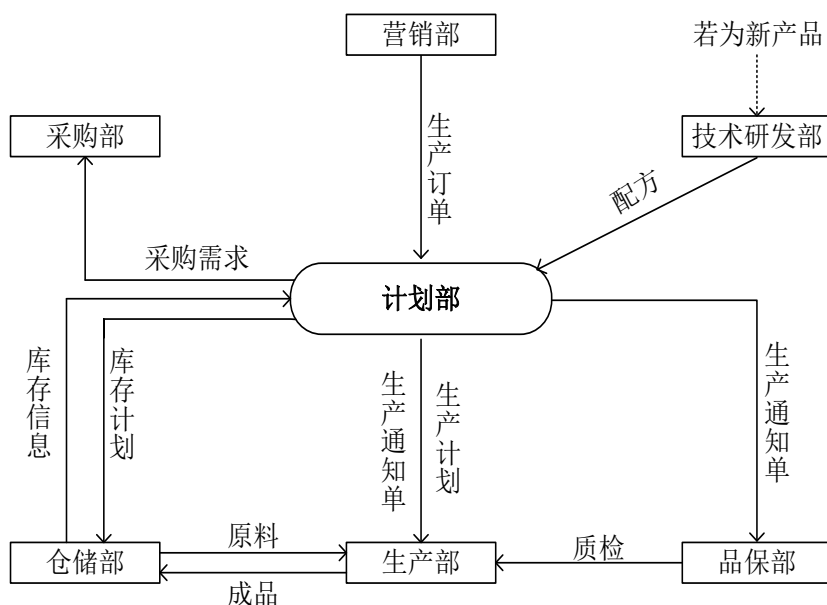 营销部
若为新产品
采购部
技术研发部
生产订单
配方
采购需求
计划部
库存信息
库存计划
生产通知单
生产计划
生产通知单
仓储部
原料
成品
生产部
质检
品保部